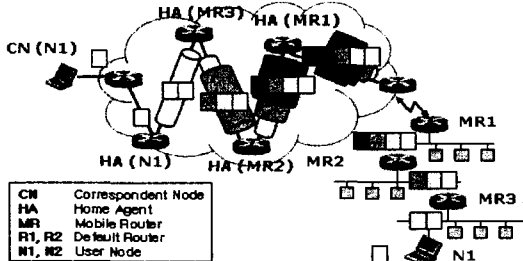 HA (MR3)
HA (MR1)
CN (N1)
MR1
HA (N1)
HA (MR2)
MR2
MR3
CN Correspondent Node
HA Home Agent
MR Mobile Router
R1, R2 Default Router
N1, N2 User Node
N1